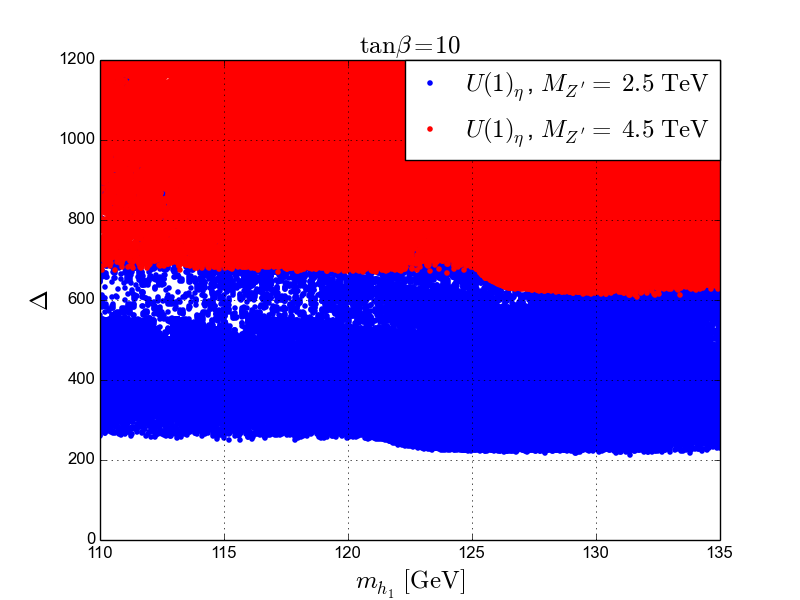 tanβ=10
1200
1000
800
600
400
200
0
Δ
U(1)η, MZ′ = 2.5 TeV
U(1)η, MZ′ = 4.5 TeV
110 115 120 125 130 135
mh1 [GeV]